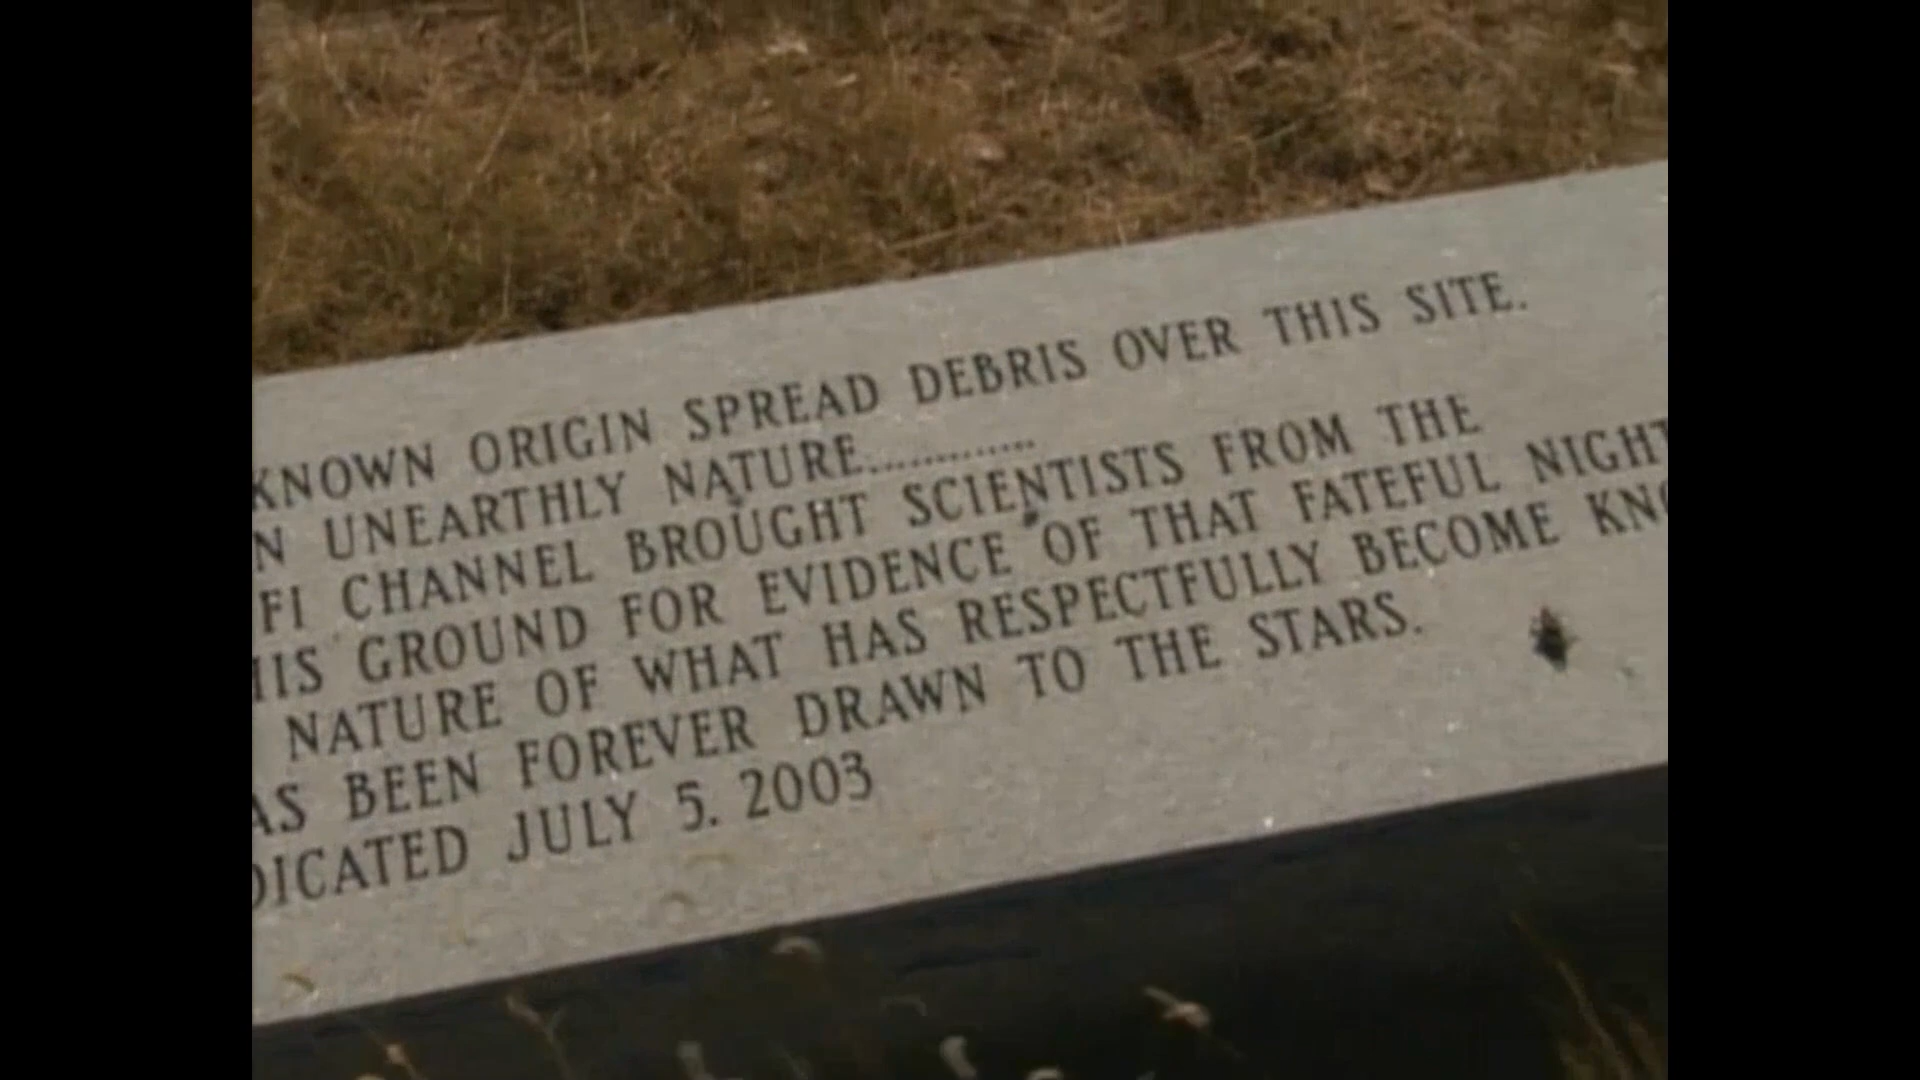 KNOWN ORIGIN SPREAD DEBRIS OVER THIS SITE.
N UNEARTHLY NATURE.............
FI CHANNEL BROUGHT SCIENTISTS FROM THE
HIS GROUND FOR EVIDENCE OF THAT FATEFUL NIGHT
NATURE OF WHAT HAS RESPECTFULLY BECOME KNO
AS BEEN FOREVER DRAWN TO THE STARS.
DICATED JULY 5. 2003